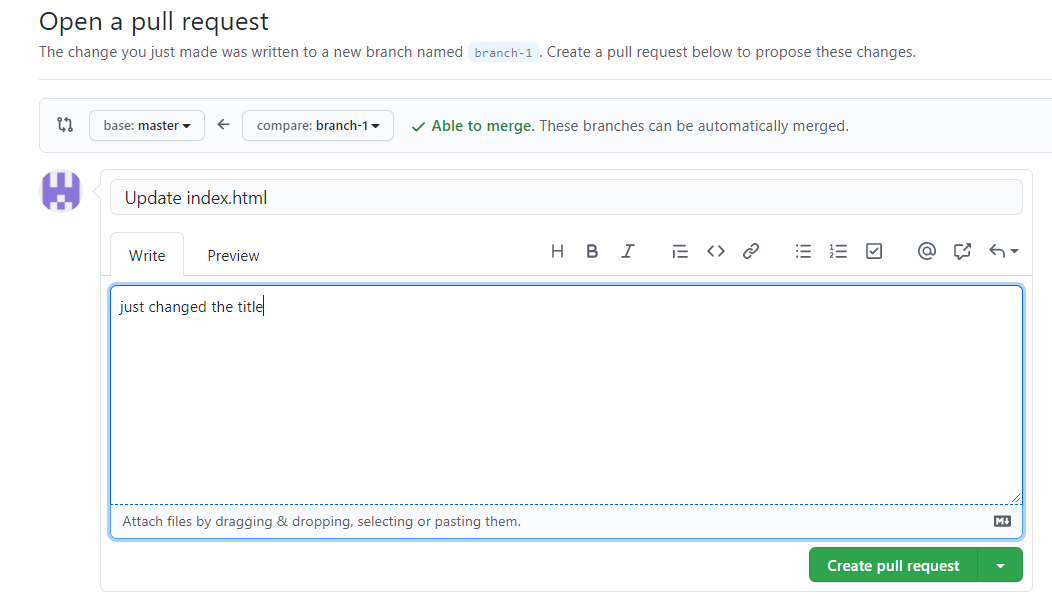 Open a pull request
The change you just made was written to a new branch named branch-1. Create a pull request below to propose these changes.
base: master ← compare: branch-1 ✓ Able to merge. These branches can be automatically merged.
Update index.html
Write Preview H B I @
just changed the title
Attach files by dragging & dropping, selecting or pasting them. M↓
Create pull request